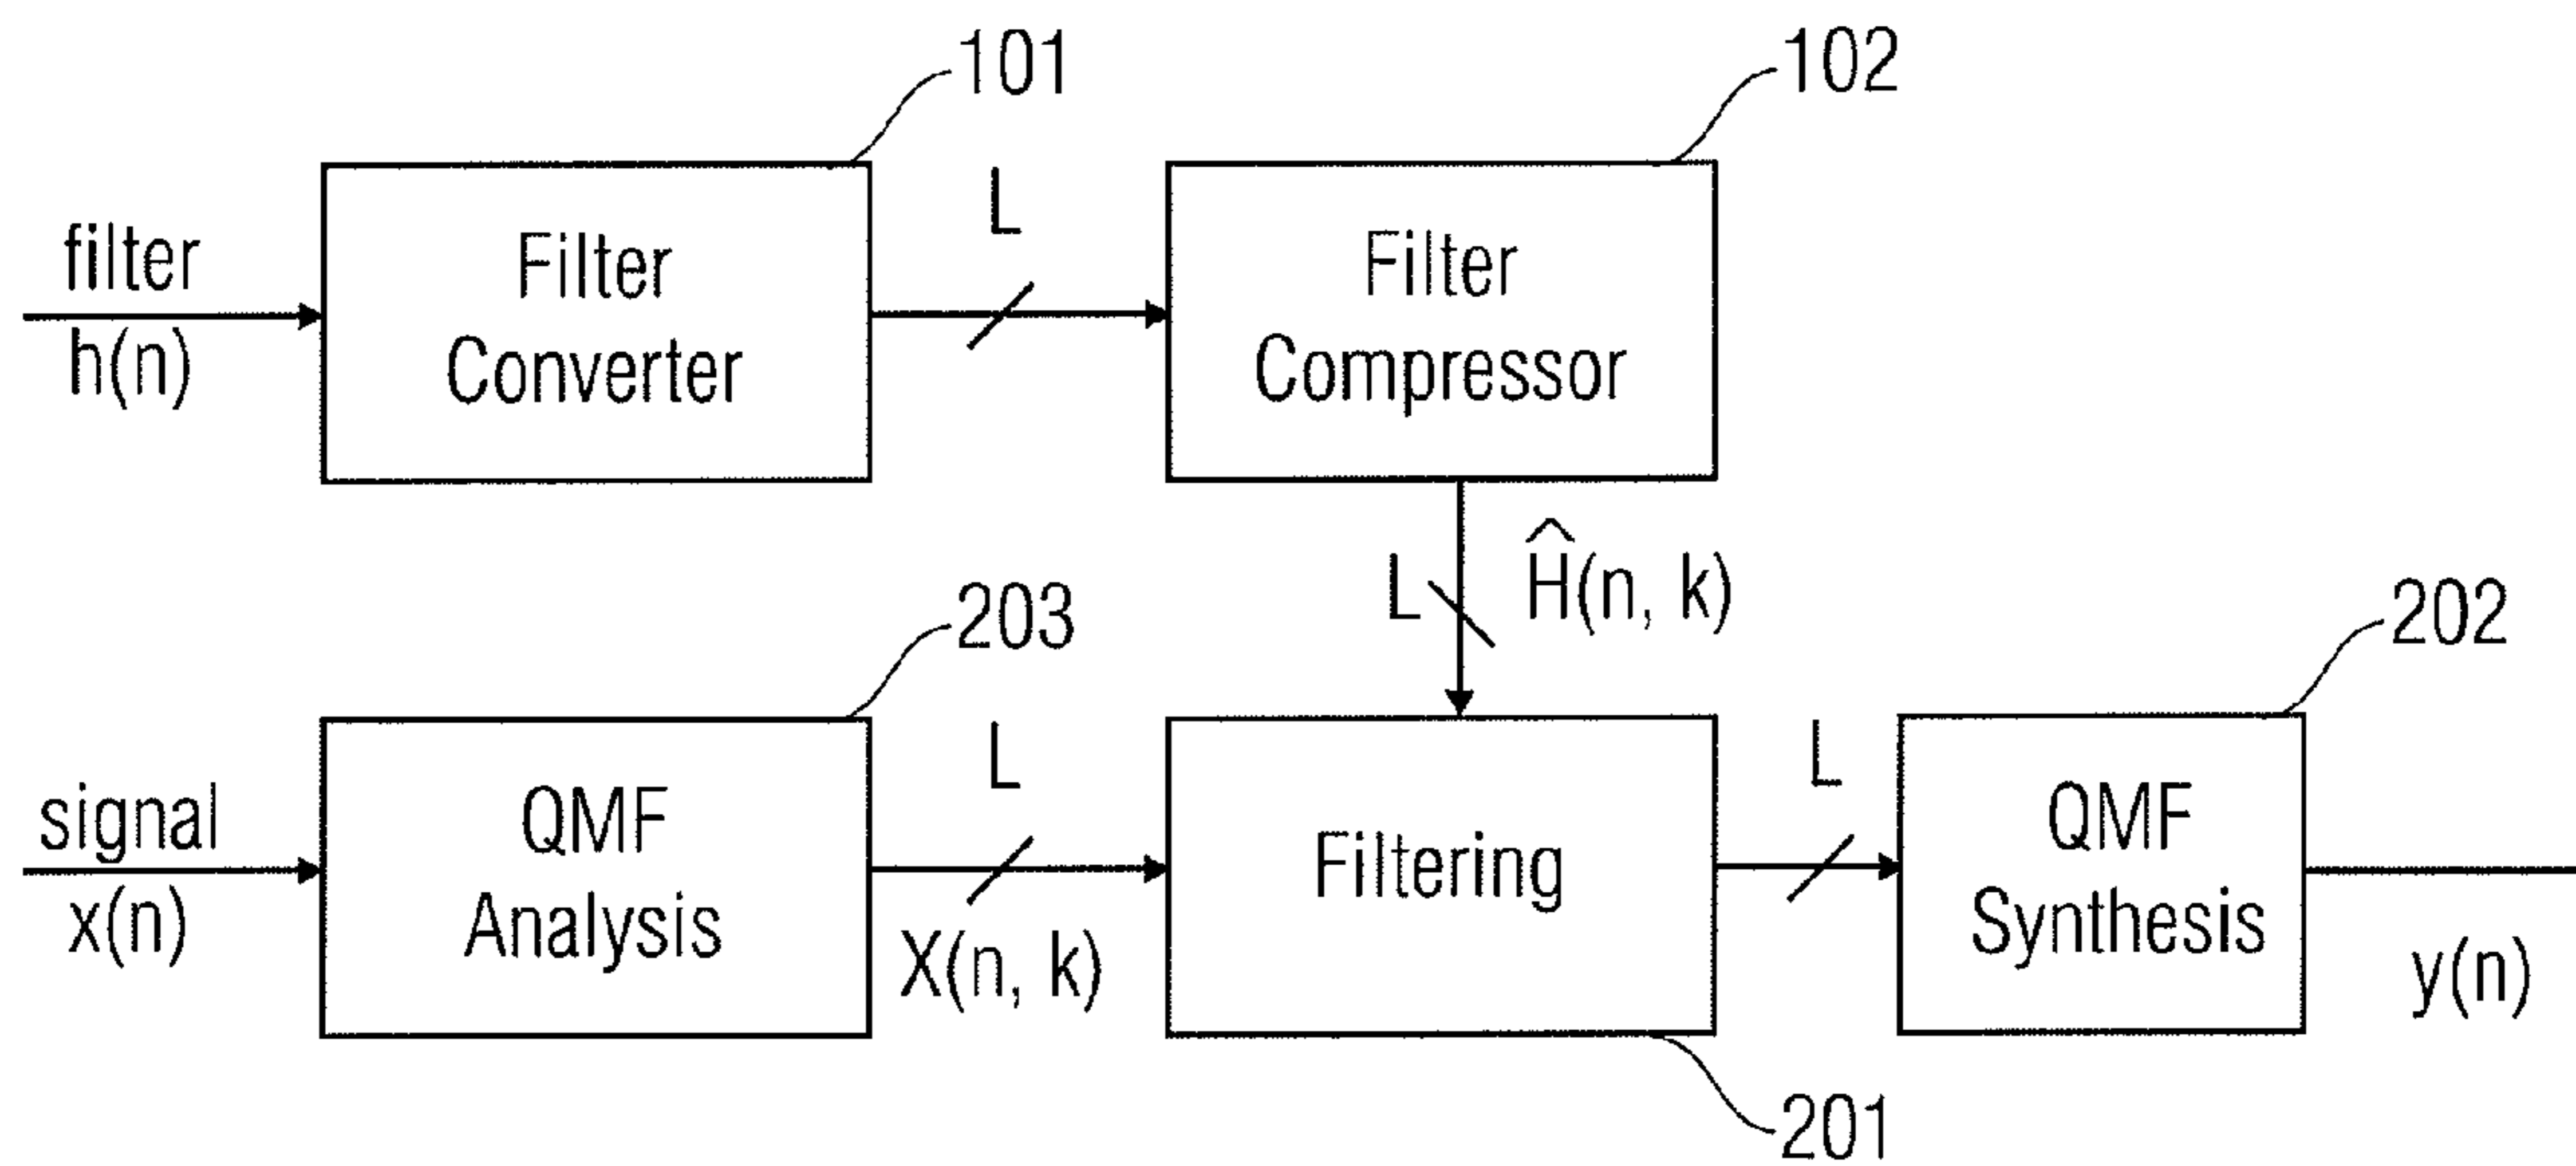 101
102
L
filter
h(n)
Filter
Converter
Filter
Compressor
L
Ĥ(n, k)
203
202
L
L
signal
x(n)
QMF
Analysis
X(n, k)
Filtering
QMF
Synthesis
y(n)
201